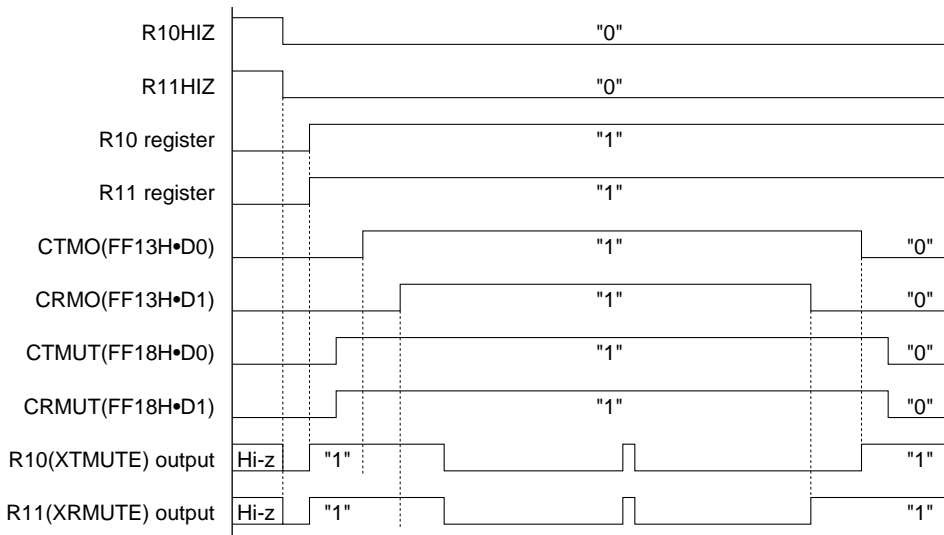 R10HIZ "0"
R11HIZ "0"
R10 register "1"
R11 register "1"
CTMO(FF13H•D0) "1" "0"
CRMO(FF13H•D1) "1" "0"
CTMUT(FF18H•D0) "1" "0"
CRMUT(FF18H•D1) "1" "0"
R10(XTMUTE) output Hi-z "1" "1"
R11(XRMUTE) output Hi-z "1" "1"